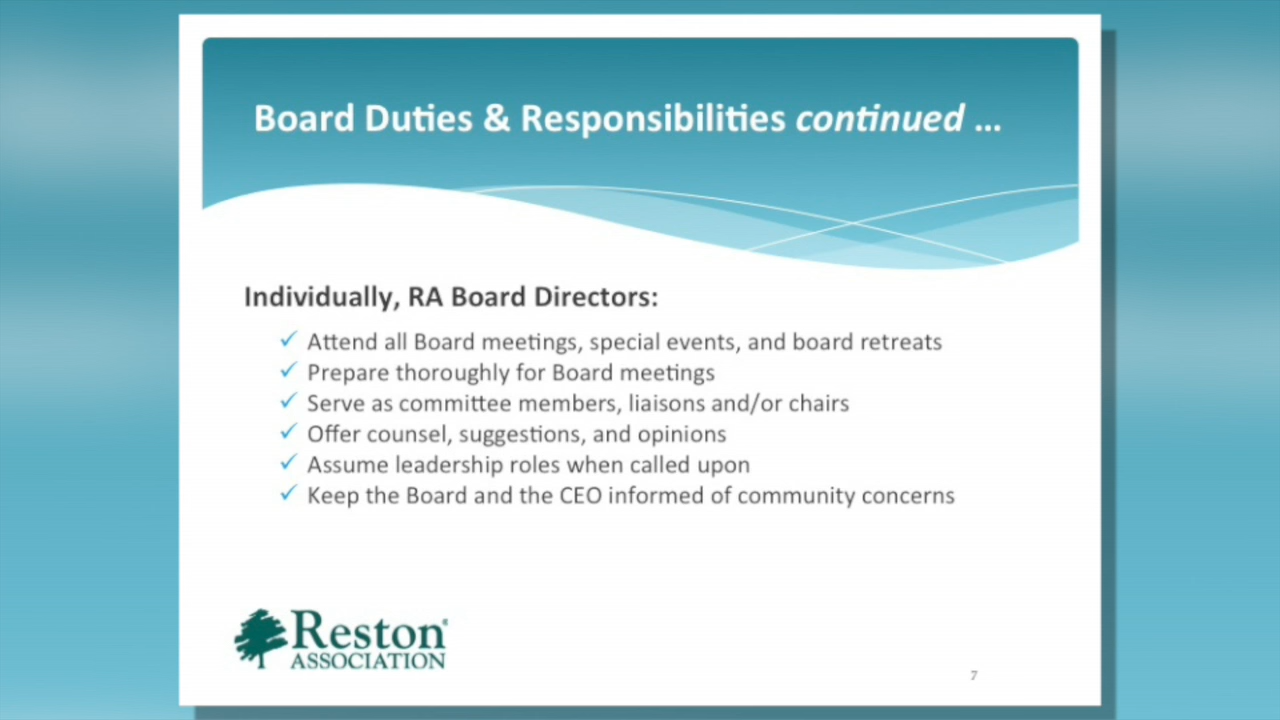 Board Duties & Responsibilities continued ...
Individually, RA Board Directors:
✓ Attend all Board meetings, special events, and board retreats
✓ Prepare thoroughly for Board meetings
✓ Serve as committee members, liaisons and/or chairs
✓ Offer counsel, suggestions, and opinions
✓ Assume leadership roles when called upon
✓ Keep the Board and the CEO informed of community concerns
Reston
ASSOCIATION
7